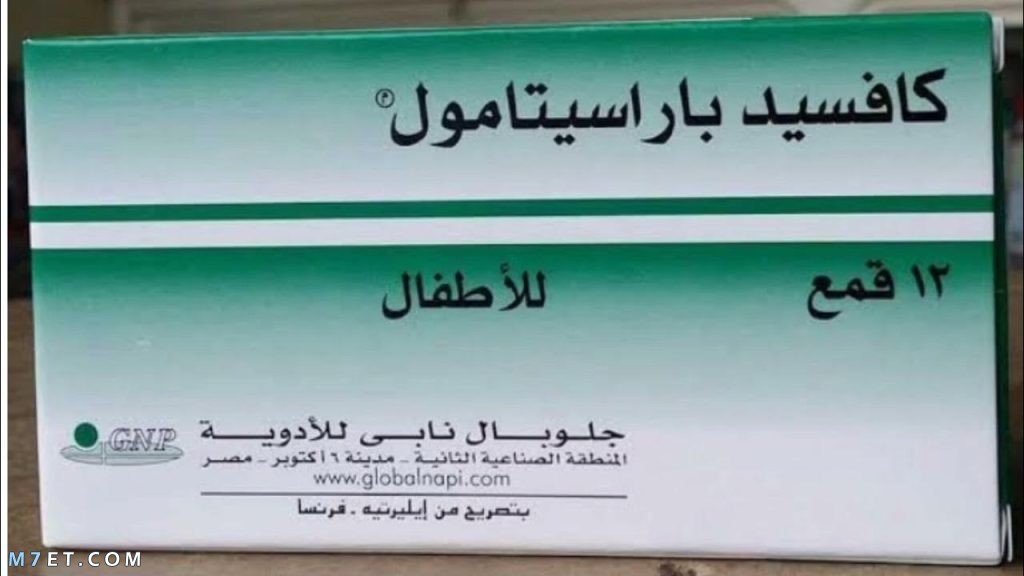 كافسيد باراسيتامول ®
١٢ قمع
للأطفال
GNP
جلوبال نابى للأدوية
المنطقة الصناعية الثانية - مدينة ٦ أكتوبر - مصر
www.globalnapi.com
بتصريح من إيليرتيه - فرنسا
M7ET.COM